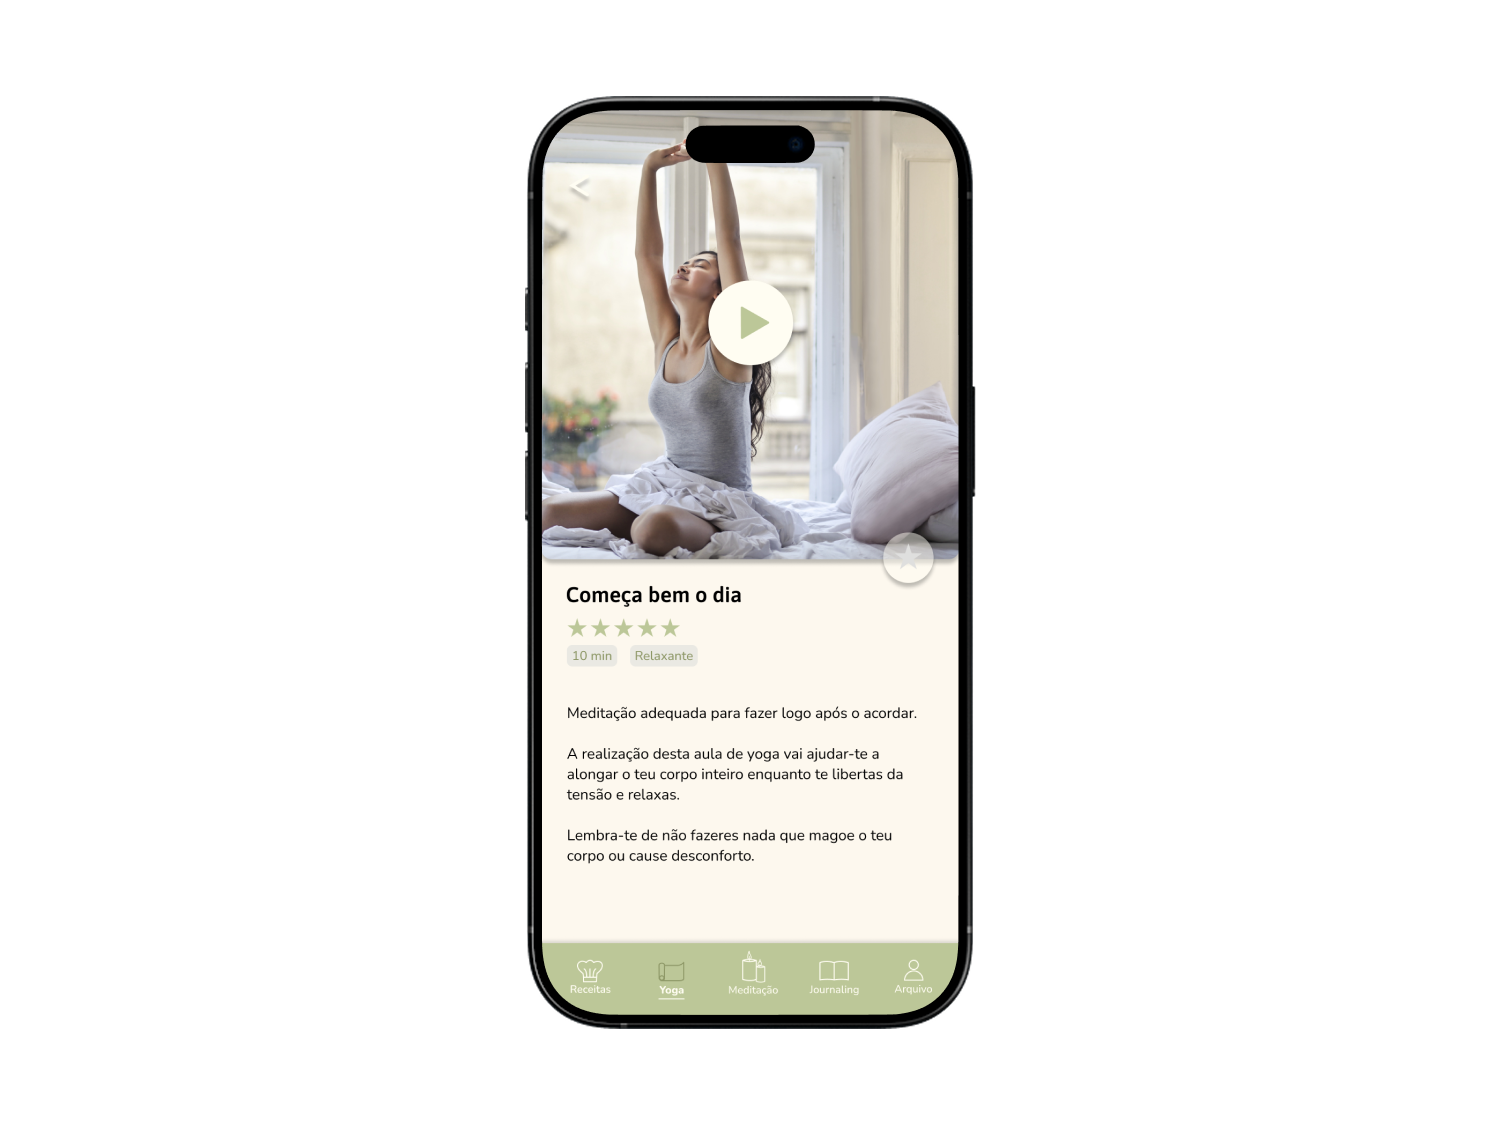 Começa bem o dia
10 min Relaxante
Meditação adequada para fazer logo após o acordar.
A realização desta aula de yoga vai ajudar-te a
alongar o teu corpo inteiro enquanto te libertas da
tensão e relaxas.
Lembra-te de não fazeres nada que magoe o teu
corpo ou cause desconforto.
Receitas Yoga Meditação Journaling Arquivo